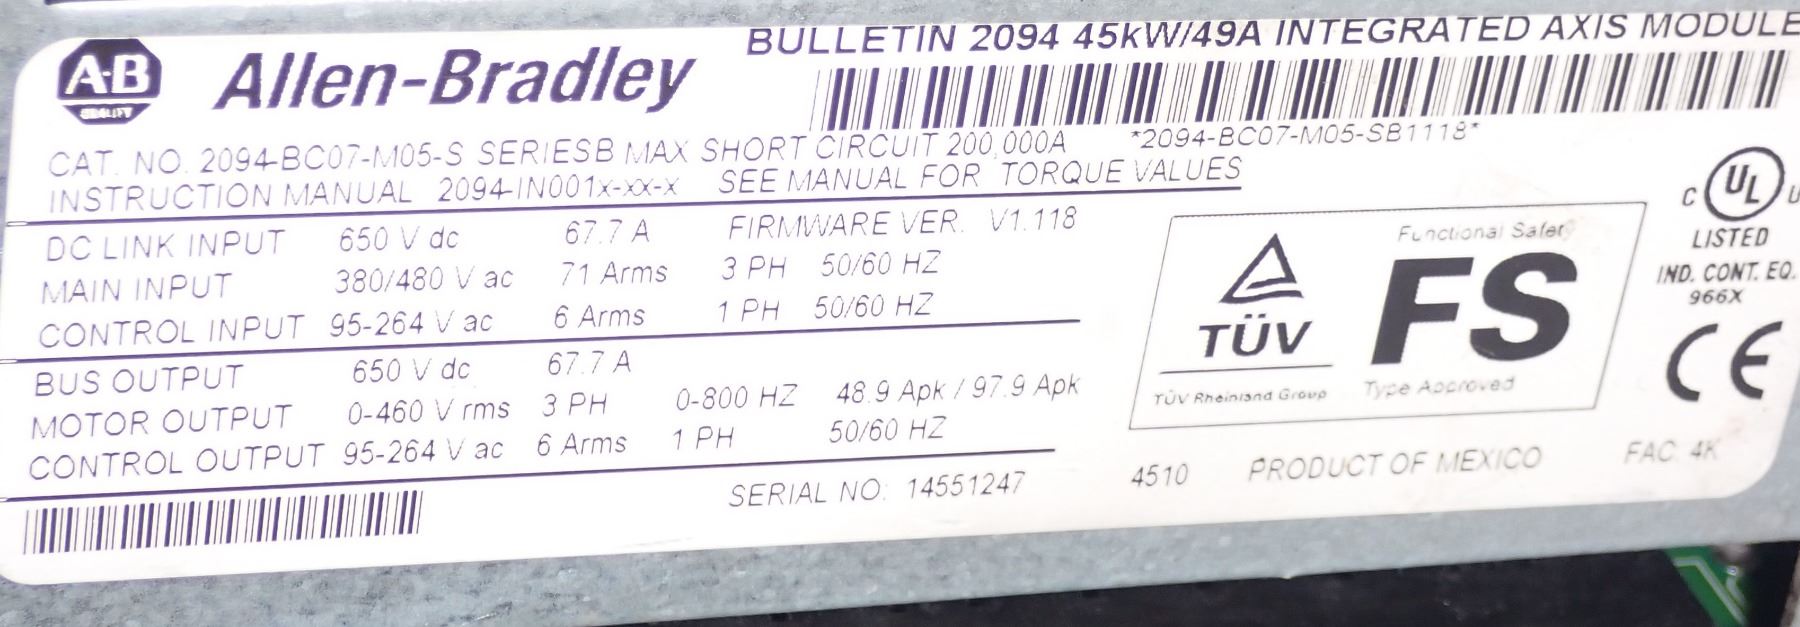 A-B
QUALITY
Allen-Bradley
BULLETIN 2094 45kW/49A INTEGRATED AXIS MODULE
*2094-BC07-M05-SB1118*
CAT. NO. 2094-BC07-M05-S SERIESB MAX SHORT CIRCUIT 200,000A
INSTRUCTION MANUAL 2094-IN001x-xx-x SEE MANUAL FOR TORQUE VALUES
DC LINK INPUT 650 V dc 67.7 A FIRMWARE VER. V1.118
MAIN INPUT 380/480 V ac 71 Arms 3 PH 50/60 HZ
CONTROL INPUT 95-264 V ac 6 Arms 1 PH 50/60 HZ
BUS OUTPUT 650 V dc 67.7 A
MOTOR OUTPUT 0-460 V rms 3 PH 0-800 HZ 48.9 Apk / 97.9 Apk
CONTROL OUTPUT 95-264 V ac 6 Arms 1 PH 50/60 HZ
SERIAL NO: 14551247
4510 PRODUCT OF MEXICO FAC 4K
TÜV
TÜV Rheinland Group
Functional Safety
FS
Type Approved
C UL U
LISTED
IND. CONT. EQ.
966X
CE